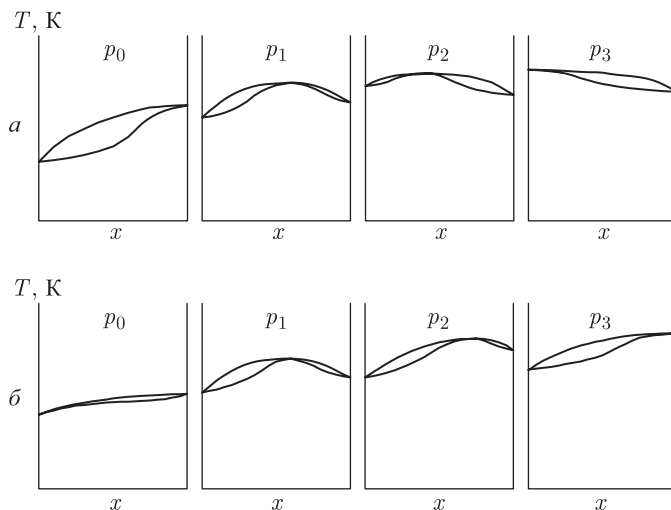 T, К
p₀ p₁ p₂ p₃
а
x x x x
T, К
p₀ p₁ p₂ p₃
б
x x x x